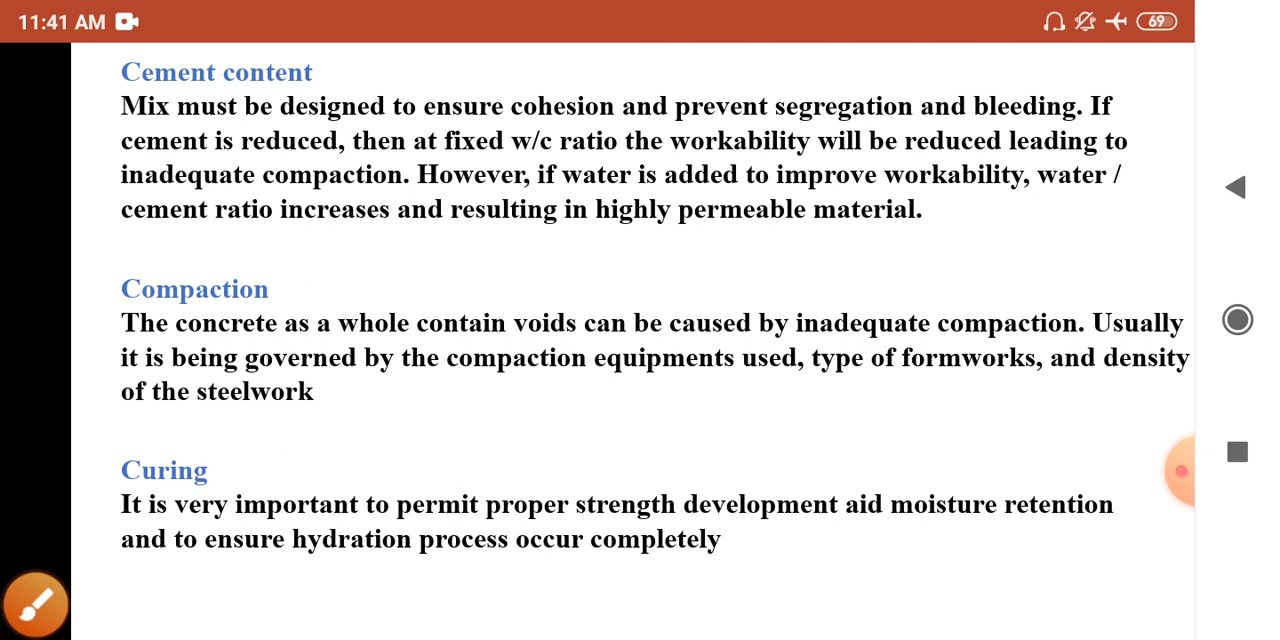 11:41 AM
69
Cement content
Mix must be designed to ensure cohesion and prevent segregation and bleeding. If
cement is reduced, then at fixed w/c ratio the workability will be reduced leading to
inadequate compaction. However, if water is added to improve workability, water /
cement ratio increases and resulting in highly permeable material.
Compaction
The concrete as a whole contain voids can be caused by inadequate compaction. Usually
it is being governed by the compaction equipments used, type of formworks, and density
of the steelwork
Curing
It is very important to permit proper strength development aid moisture retention
and to ensure hydration process occur completely